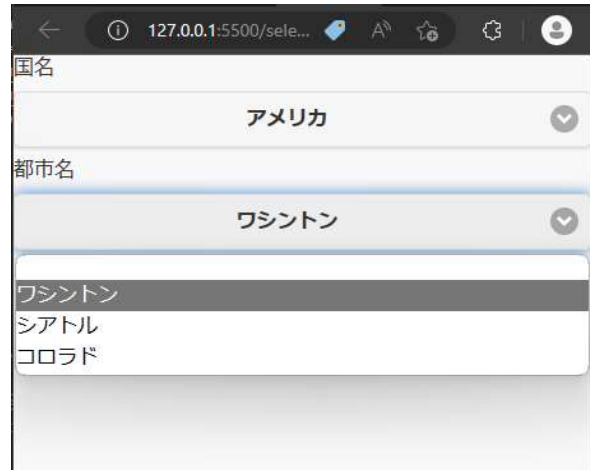 127.0.0.1:5500/sele...
国名
アメリカ
都市名
ワシントン
ワシントン
シアトル
コロラド